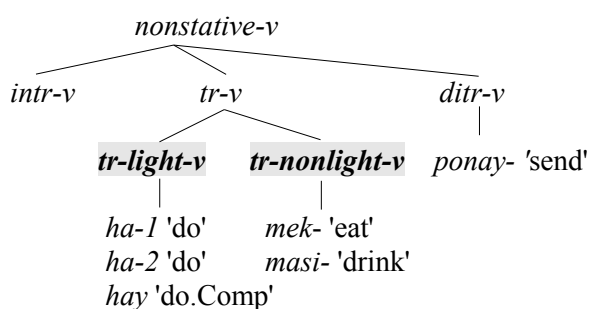 nonstative-v
intr-v tr-v ditr-v
tr-light-v tr-nonlight-v ponay- 'send'
ha-1 'do' mek- 'eat'
ha-2 'do' masi- 'drink'
hay 'do.Comp'